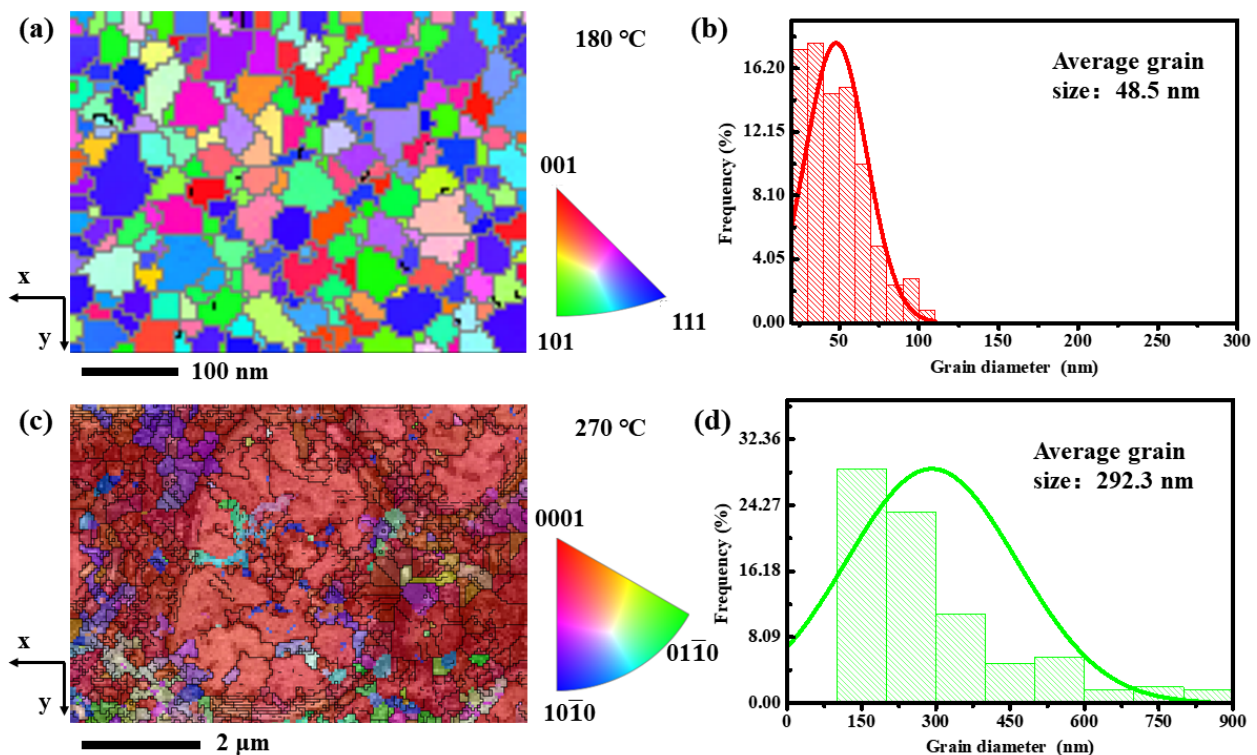 (a)
180 °C
001
101
111
x
y
100 nm
(b)
Average grain
size：48.5 nm
Frequency (%)
16.20
12.15
8.10
4.05
0.00
50
100
150
200
250
300
Grain diameter (nm)
(c)
270 °C
0001
011̅0
101̅0
x
y
2 μm
(d)
Average grain
size：292.3 nm
Frequency (%)
32.36
24.27
16.18
8.09
0.00
0
150
300
450
600
750
900
Grain diameter (nm)